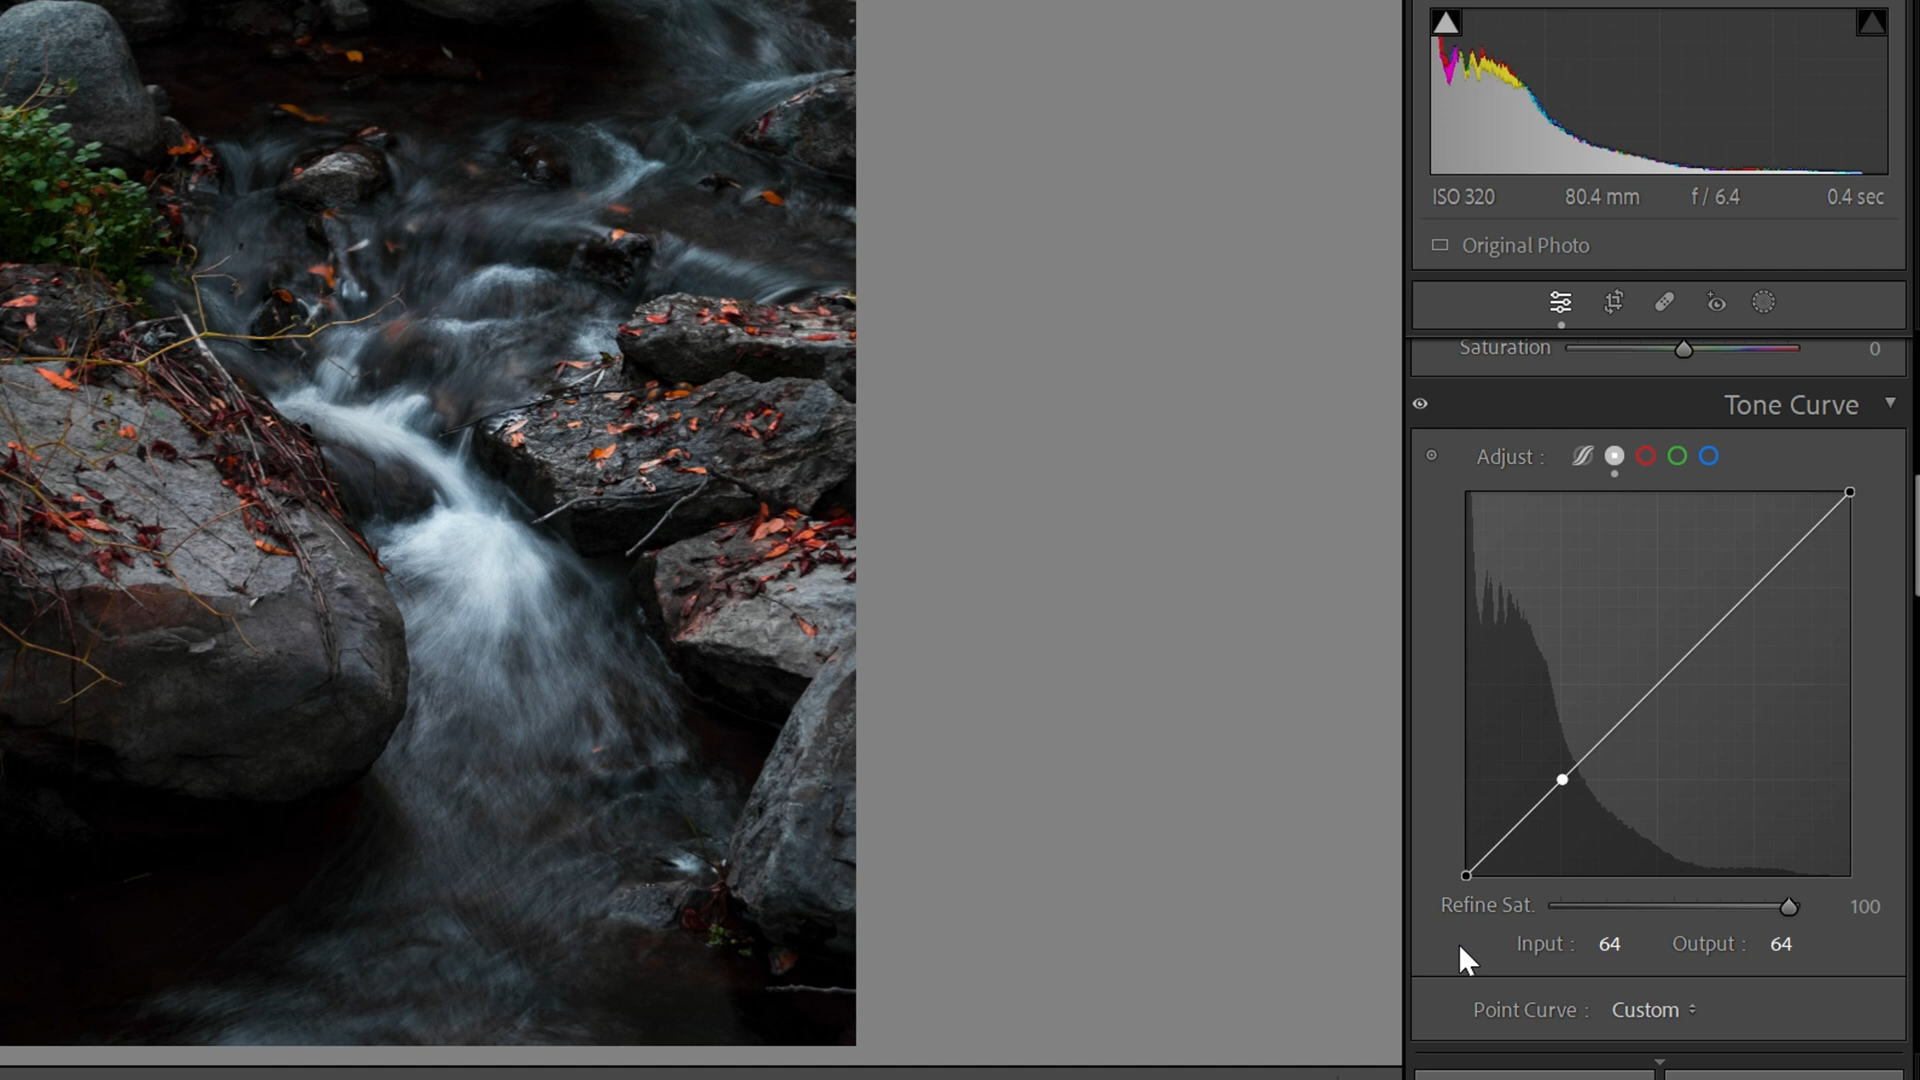 ISO 320 80.4 mm f / 6.4 0.4 sec
Original Photo
Saturation 0
Tone Curve
Adjust :
Refine Sat. 100
Input : 64 Output : 64
Point Curve : Custom